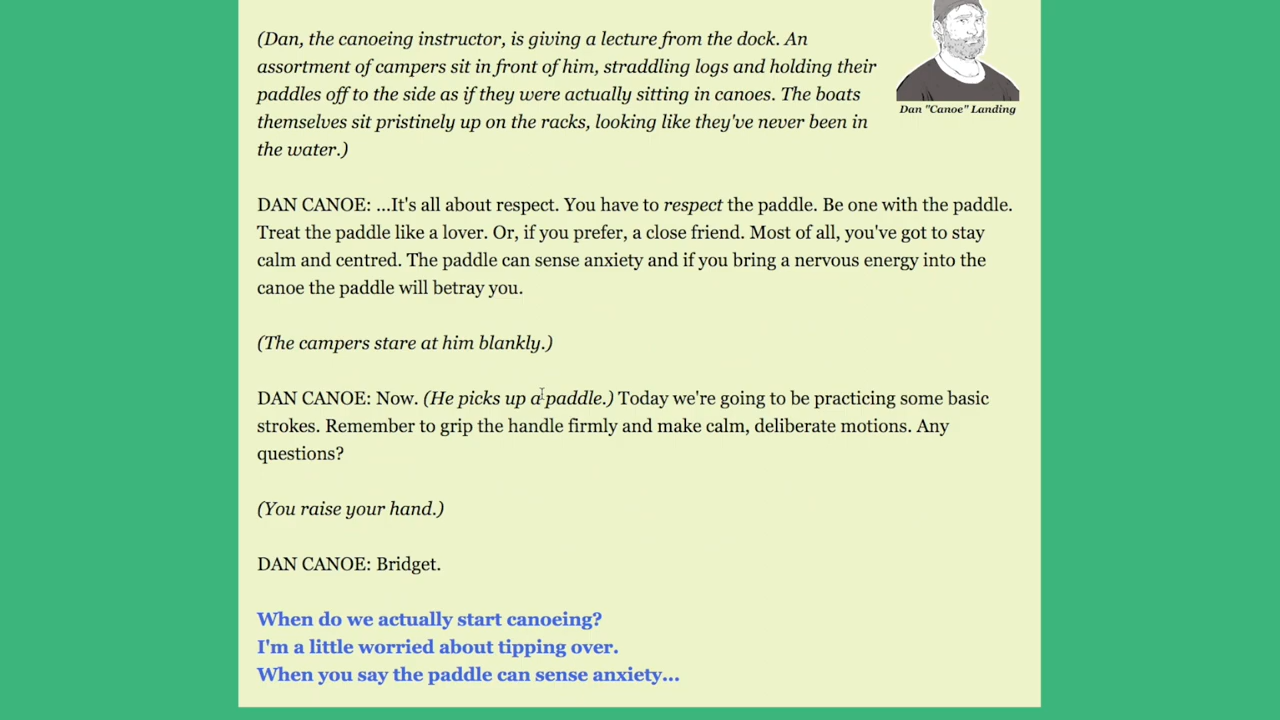 (Dan, the canoeing instructor, is giving a lecture from the dock. An
assortment of campers sit in front of him, straddling logs and holding their
paddles off to the side as if they were actually sitting in canoes. The boats
themselves sit pristinely up on the racks, looking like they've never been in
the water.)
Dan "Canoe" Landing
DAN CANOE: ...It's all about respect. You have to respect the paddle. Be one with the paddle.
Treat the paddle like a lover. Or, if you prefer, a close friend. Most of all, you've got to stay
calm and centred. The paddle can sense anxiety and if you bring a nervous energy into the
canoe the paddle will betray you.
(The campers stare at him blankly.)
DAN CANOE: Now. (He picks up a paddle.) Today we're going to be practicing some basic
strokes. Remember to grip the handle firmly and make calm, deliberate motions. Any
questions?
(You raise your hand.)
DAN CANOE: Bridget.
When do we actually start canoeing?
I'm a little worried about tipping over.
When you say the paddle can sense anxiety...